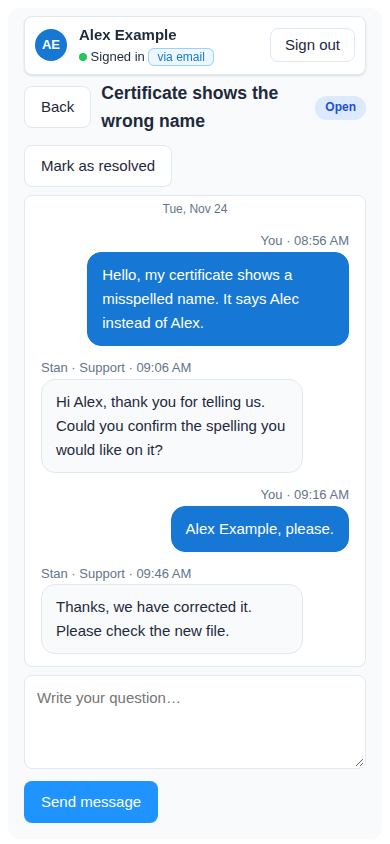 AE
Alex Example
Signed in via email
Sign out
Back
Certificate shows the
wrong name
Open
Mark as resolved
Tue, Nov 24
You · 08:56 AM
Hello, my certificate shows a
misspelled name. It says Alec
instead of Alex.
Stan · Support · 09:06 AM
Hi Alex, thank you for telling us.
Could you confirm the spelling you
would like on it?
You · 09:16 AM
Alex Example, please.
Stan · Support · 09:46 AM
Thanks, we have corrected it.
Please check the new file.
Write your question…
Send message